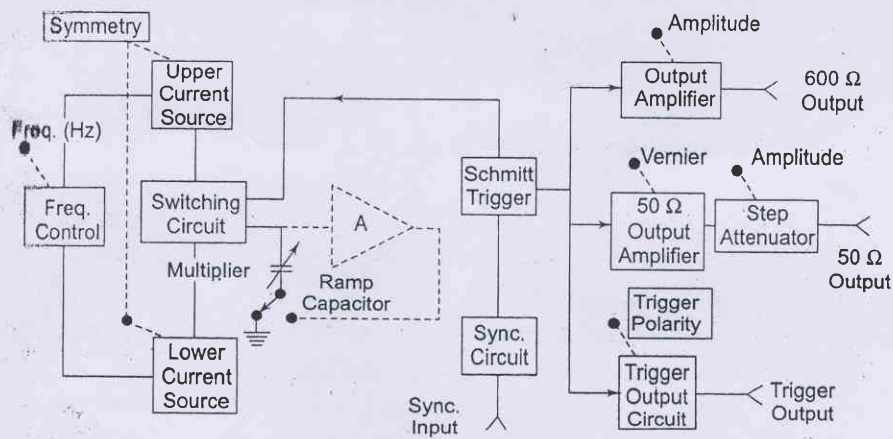 Symmetry
Upper
Current
Source
Freq. (Hz)
Freq.
Control
Switching
Circuit
Multiplier
A
Ramp
Capacitor
Lower
Current
Source
Schmitt
Trigger
Sync.
Circuit
Sync.
Input
Amplitude
Output
Amplifier
600 Ω
Output
Vernier
50 Ω
Output
Amplifier
Amplitude
Step
Attenuator
50 Ω
Output
Trigger
Polarity
Trigger
Output
Circuit
Trigger
Output